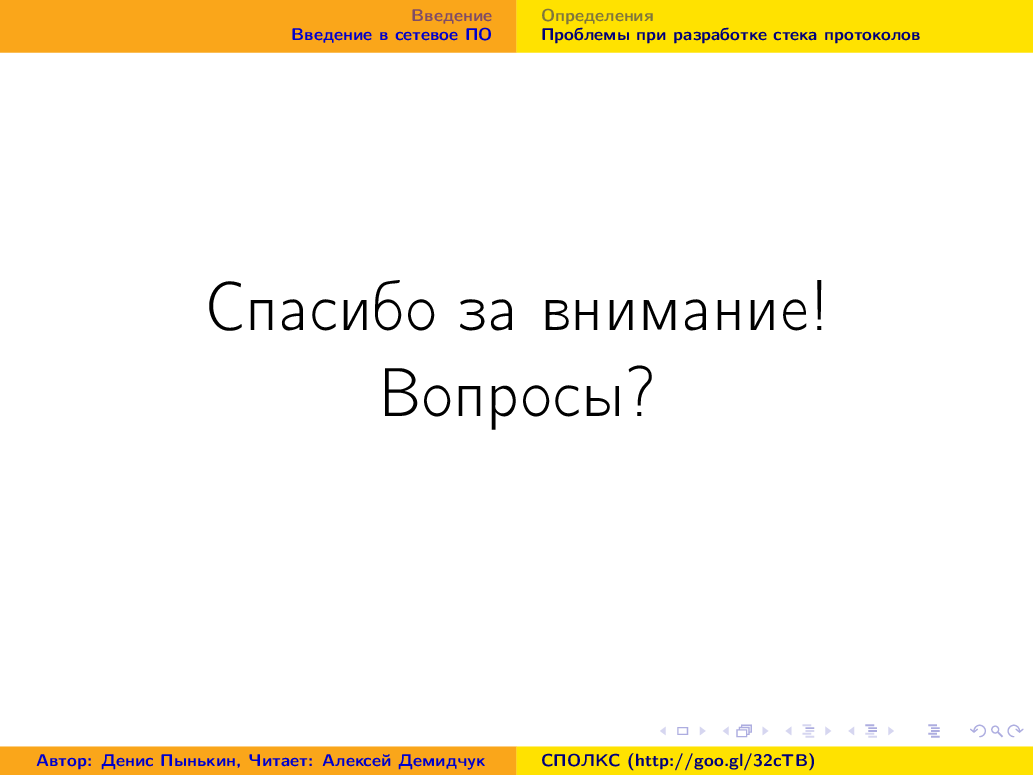 Введение
Введение в сетевое ПО
Определения
Проблемы при разработке стека протоколов
Спасибо за внимание!
Вопросы?
Автор: Денис Пынькин, Читает: Алексей Демидчук
СПОЛКС (http://goo.gl/32cTB)